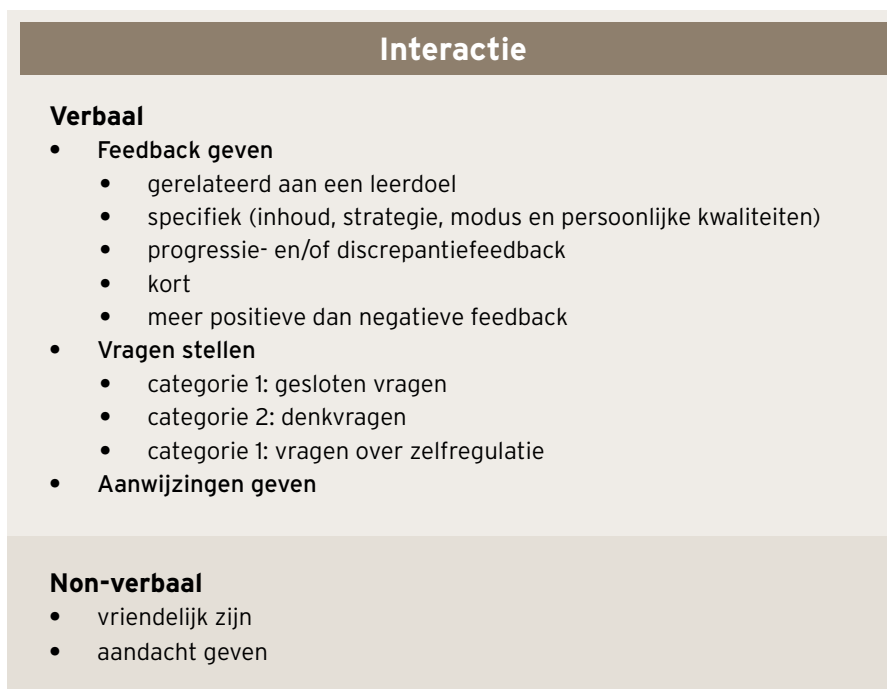 Interactie
Verbaal
• Feedback geven
• gerelateerd aan een leerdoel
• specifiek (inhoud, strategie, modus en persoonlijke kwaliteiten)
• progressie- en/of discrepantiefeedback
• kort
• meer positieve dan negatieve feedback
• Vragen stellen
• categorie 1: gesloten vragen
• categorie 2: denkvragen
• categorie 1: vragen over zelfregulatie
• Aanwijzingen geven
Non-verbaal
• vriendelijk zijn
• aandacht geven